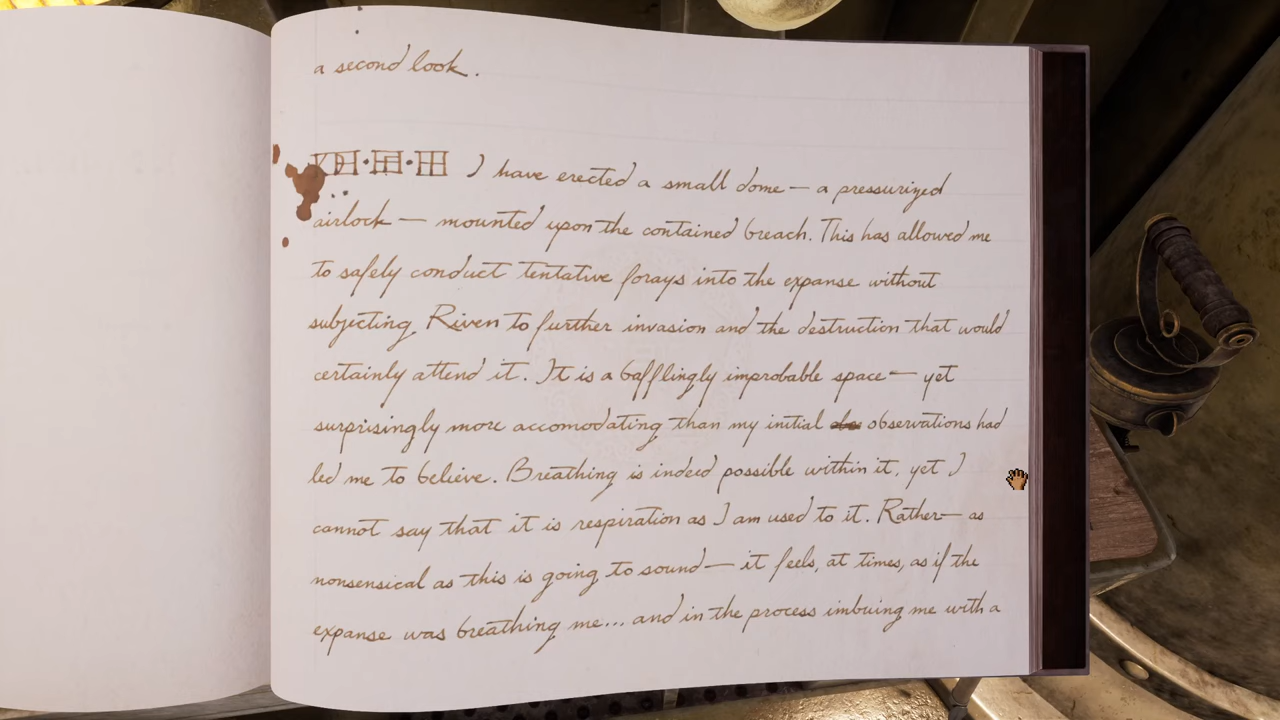 a second look.
I have erected a small dome — a pressurized
airlock — mounted upon the contained breach. This has allowed me
to safely conduct tentative forays into the expanse without
subjecting Riven to further invasion and the destruction that would
certainly attend it. It is a bafflingly improbable space — yet
surprisingly more accomodating than my initial observations had
led me to believe. Breathing is indeed possible within it, yet I
cannot say that it is respiration as I am used to it. Rather — as
nonsensical as this is going to sound — it feels, at times, as if the
expanse was breathing me... and in the process imbuing me with a